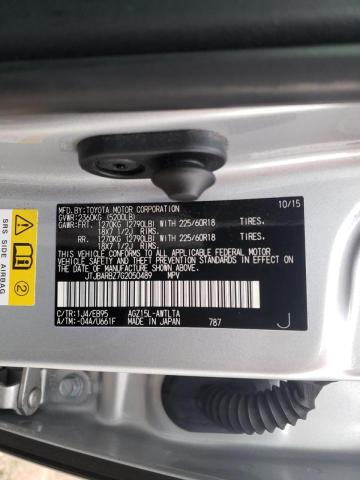 MFD.BY:TOYOTA MOTOR CORPORATION 10/15
GVWR:2360KG (5200LB)
GAWR:FRT. 1270KG (2790LB) WITH 225/60R18 TIRES.
18X7 1/2J RIMS.
RR. 1270KG (2790LB) WITH 225/60R18 TIRES.
18X7 1/2J RIMS.
THIS VEHICLE CONFORMS TO ALL APPLICABLE FEDERAL MOTOR
VEHICLE SAFETY AND THEFT PREVENTION STANDARDS IN
EFFECT ON THE DATE OF MANUFACTURE SHOWN ABOVE.
JTJBARBZ7G2050489 MPV
C/TR:1J4/EB95 AGZ15L-AWTLTA
A/TM:-04A/U661F MADE IN JAPAN 787 J
SRS SIDE AIRBAG